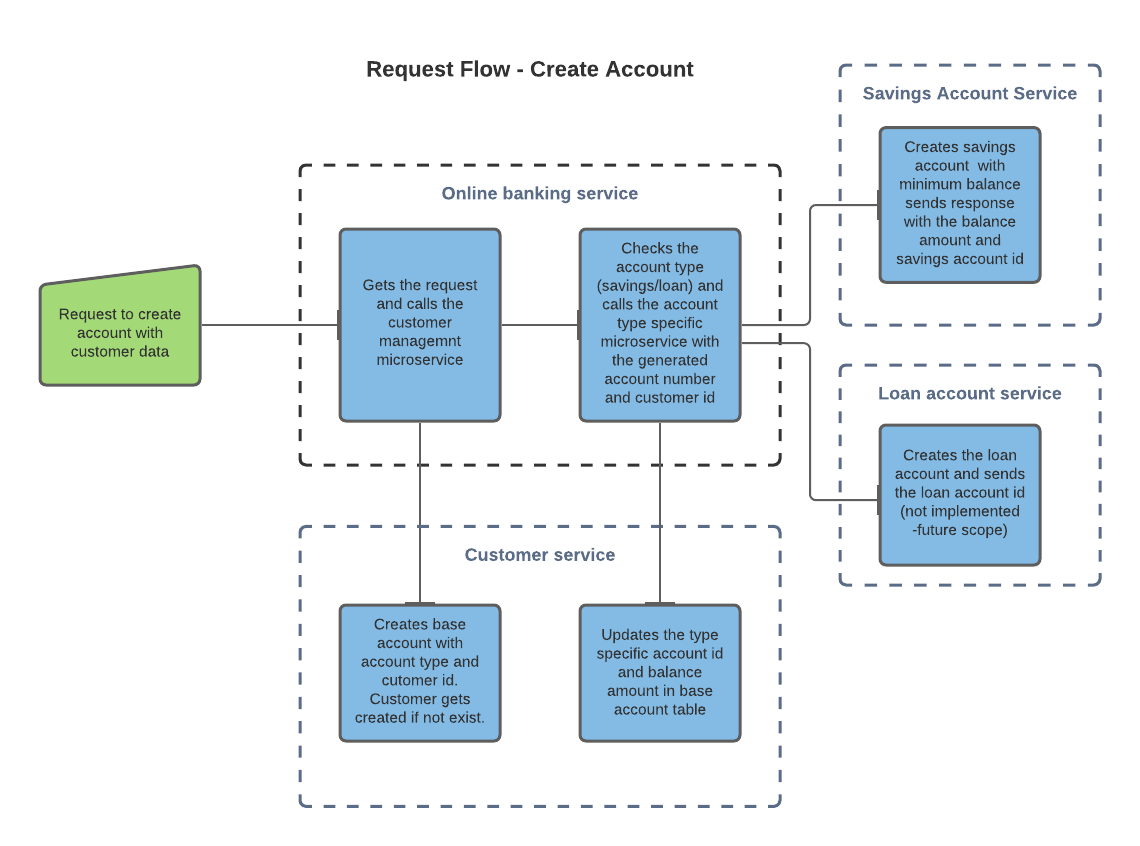 Request Flow - Create Account
Request to create
account with
customer data
Online banking service
Gets the request
and calls the
customer
managemnt
microservice
Checks the
account type
(savings/loan) and
calls the account
type specific
microservice with
the generated
account number
and customer id
Savings Account Service
Creates savings
account  with
minimum balance
sends response
with the balance
amount and
savings account id
Loan account service
Creates the loan
account and sends
the loan account id
(not implemented
-future scope)
Customer service
Creates base
account with
account type and
cutomer id.
Customer gets
created if not exist.
Updates the type
specific account id
and balance
amount in base
account table